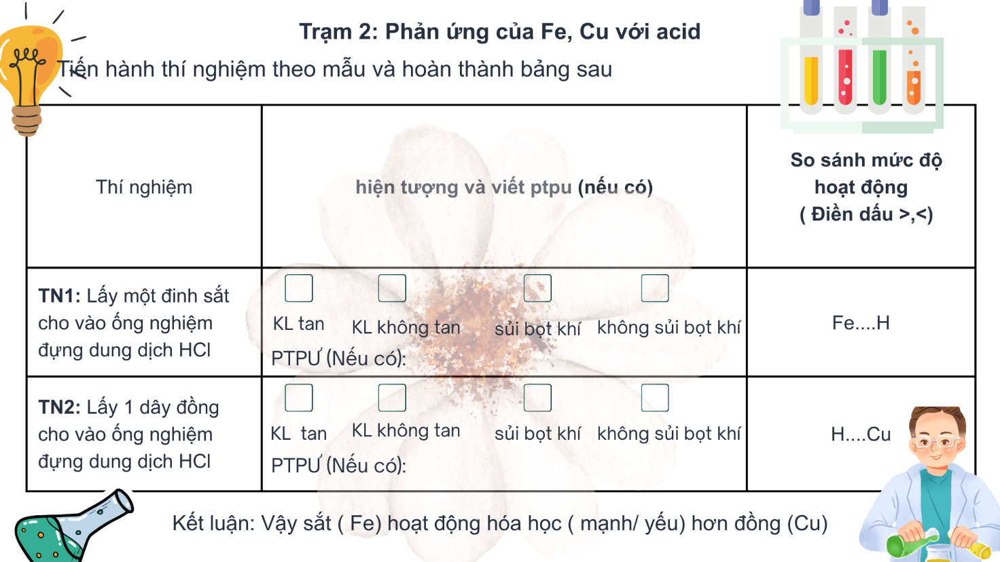 Trạm 2: Phản ứng của Fe, Cu với acid
Tiến hành thí nghiệm theo mẫu và hoàn thành bảng sau
Thí nghiệm
hiện tượng và viết ptpu (nếu có)
So sánh mức độ
hoạt động
( Điền dấu >,<)
TN1: Lấy một đinh sắt
cho vào ống nghiệm
đựng dung dịch HCl
KL tan
KL không tan
sủi bọt khí
không sủi bọt khí
PTPƯ (Nếu có):
Fe....H
TN2: Lấy 1 dây đồng
cho vào ống nghiệm
đựng dung dịch HCl
KL tan
KL không tan
sủi bọt khí
không sủi bọt khí
PTPƯ (Nếu có):
H....Cu
Kết luận: Vậy sắt ( Fe) hoạt động hóa học ( mạnh/ yếu) hơn đồng (Cu)